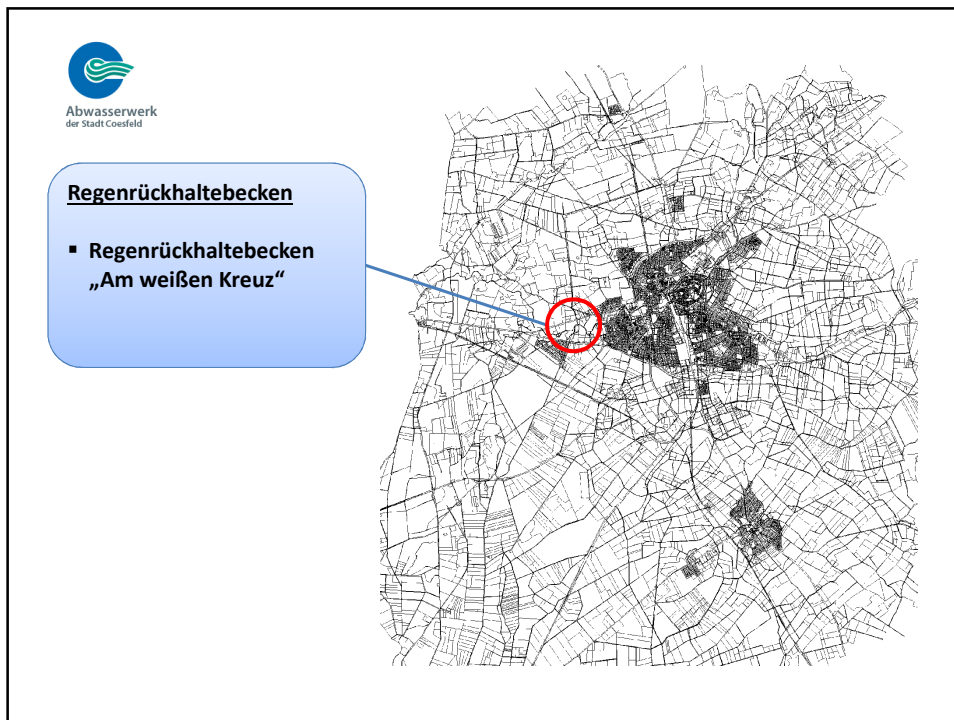 Abwasserwerk
der Stadt Coesfeld
Regenrückhaltebecken
▪ Regenrückhaltebecken
„Am weißen Kreuz“